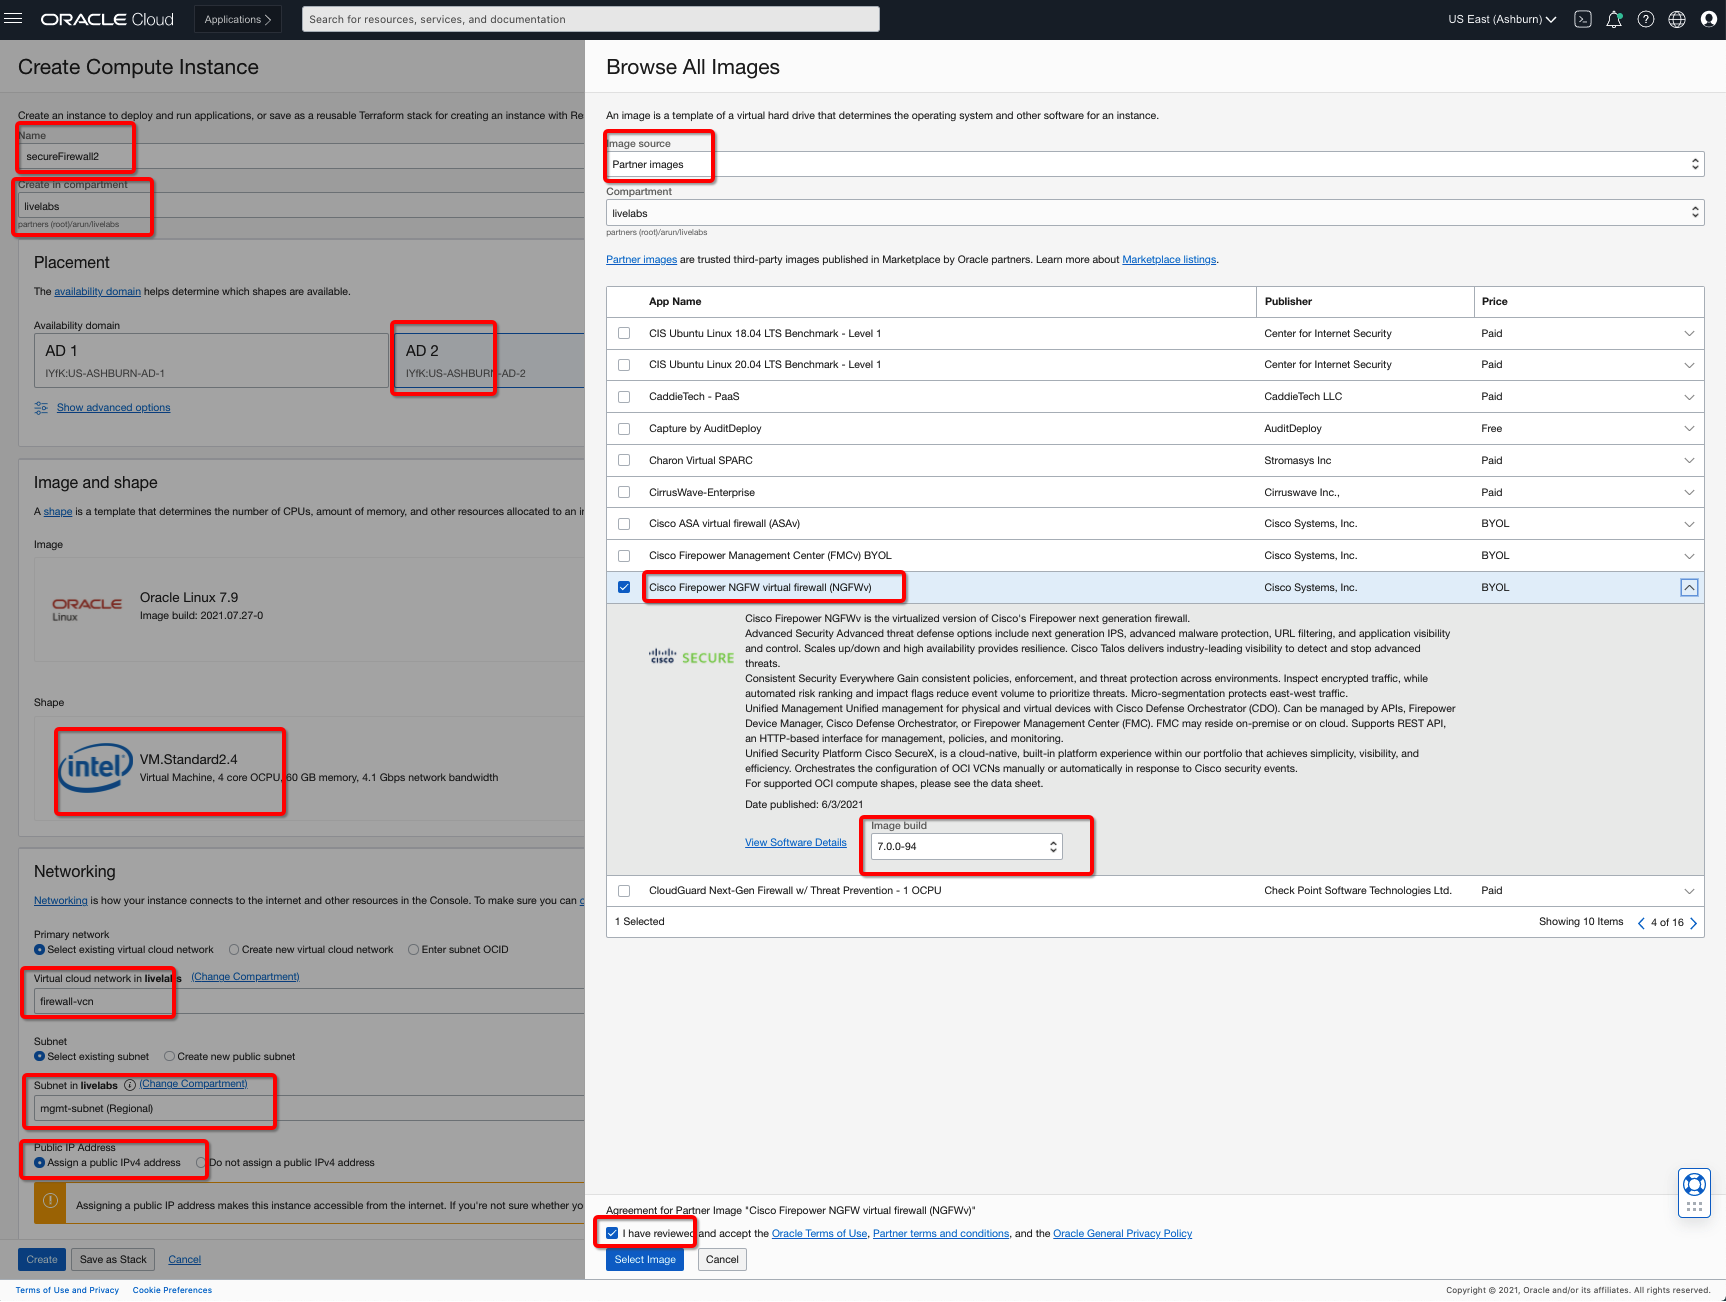 ORACLE Cloud
Applications
Search for resources, services, and documentation
US East (Ashburn)
Create Compute Instance
Create an instance to deploy and run applications, or save as a reusable Terraform stack for creating an instance with Re
Name
secureFirewall2
Create in compartment
livelabs
partners (root)/arun/livelabs
Placement
The availability domain helps determine which shapes are available.
Availability domain
AD 1
IYfK:US-ASHBURN-AD-1
AD 2
IYfK:US-ASHBURN-AD-2
Show advanced options
Image and shape
A shape is a template that determines the number of CPUs, amount of memory, and other resources allocated to an in
Image
ORACLE
Linux
Oracle Linux 7.9
Image build: 2021.07.27-0
Shape
intel
VM.Standard2.4
Virtual Machine, 4 core OCPU, 60 GB memory, 4.1 Gbps network bandwidth
Networking
Networking is how your instance connects to the internet and other resources in the Console. To make sure you can c
Primary network
Select existing virtual cloud network Create new virtual cloud network Enter subnet OCID
Virtual cloud network in livelabs (Change Compartment)
firewall-vcn
Subnet
Select existing subnet Create new public subnet
Subnet in livelabs (Change Compartment)
mgmt-subnet (Regional)
Public IP Address
Assign a public IPv4 address Do not assign a public IPv4 address
Assigning a public IP address makes this instance accessible from the internet. If you're not sure whether yo
Create Save as Stack Cancel
Browse All Images
An image is a template of a virtual hard drive that determines the operating system and other software for an instance.
Image source
Partner images
Compartment
livelabs
partners (root)/arun/livelabs
Partner images are trusted third-party images published in Marketplace by Oracle partners. Learn more about Marketplace listings.
App Name Publisher Price
CIS Ubuntu Linux 18.04 LTS Benchmark - Level 1 Center for Internet Security Paid
CIS Ubuntu Linux 20.04 LTS Benchmark - Level 1 Center for Internet Security Paid
CaddieTech - PaaS CaddieTech LLC Paid
Capture by AuditDeploy AuditDeploy Free
Charon Virtual SPARC Stromasys Inc Paid
CirrusWave-Enterprise Cirruswave Inc., Paid
Cisco ASA virtual firewall (ASAv) Cisco Systems, Inc. BYOL
Cisco Firepower Management Center (FMCv) BYOL Cisco Systems, Inc. BYOL
Cisco Firepower NGFW virtual firewall (NGFWv) Cisco Systems, Inc. BYOL
cisco SECURE
Cisco Firepower NGFWv is the virtualized version of Cisco's Firepower next generation firewall.
Advanced Security Advanced threat defense options include next generation IPS, advanced malware protection, URL filtering, and application visibility
and control. Scales up/down and high availability provides resilience. Cisco Talos delivers industry-leading visibility to detect and stop advanced
threats.
Consistent Security Everywhere Gain consistent policies, enforcement, and threat protection across environments. Inspect encrypted traffic, while
automated risk ranking and impact flags reduce event volume to prioritize threats. Micro-segmentation protects east-west traffic.
Unified Management Unified management for physical and virtual devices with Cisco Defense Orchestrator (CDO). Can be managed by APIs, Firepower
Device Manager, Cisco Defense Orchestrator, or Firepower Management Center (FMC). FMC may reside on-premise or on cloud. Supports REST API,
an HTTP-based interface for management, policies, and monitoring.
Unified Security Platform Cisco SecureX, is a cloud-native, built-in platform experience within our portfolio that achieves simplicity, visibility, and
efficiency. Orchestrates the configuration of OCI VCNs manually or automatically in response to Cisco security events.
For supported OCI compute shapes, please see the data sheet.
Date published: 6/3/2021
View Software Details
Image build
7.0.0-94
CloudGuard Next-Gen Firewall w/ Threat Prevention - 1 OCPU Check Point Software Technologies Ltd. Paid
1 Selected Showing 10 Items 4 of 16
Agreement for Partner Image "Cisco Firepower NGFW virtual firewall (NGFWv)"
I have reviewed and accept the Oracle Terms of Use, Partner terms and conditions, and the Oracle General Privacy Policy
Select Image Cancel
Terms of Use and Privacy Cookie Preferences
Copyright © 2021, Oracle and/or its affiliates. All rights reserved.